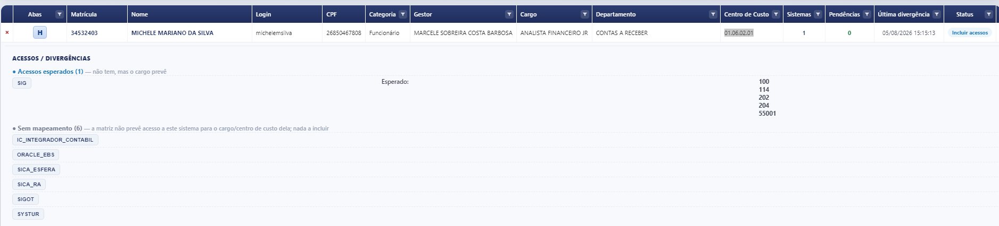 Abas Matrícula Nome Login CPF Categoria Gestor Cargo Departamento Centro de Custo Sistemas Pendências Última divergência Status
× H 34532403 MICHELE MARIANO DA SILVA michelemsilva 26850467808 Funcionário MARCELE SOBREIRA COSTA BARBOSA ANALISTA FINANCEIRO JR CONTAS A RECEBER 01.06.02.01 1 0 05/08/2026 15:15:13 Incluir acessos
ACESSOS / DIVERGÊNCIAS
● Acessos esperados (1) — não tem, mas o cargo prevê
SIG Esperado: 100
114
202
204
55001
● Sem mapeamento (6) — a matriz não prevê acesso a este sistema para o cargo/centro de custo dela; nada a incluir
IC_INTEGRADOR_CONTABIL
ORACLE_EBS
SICA_ESFERA
SICA_RA
SIGOT
SYSTUR